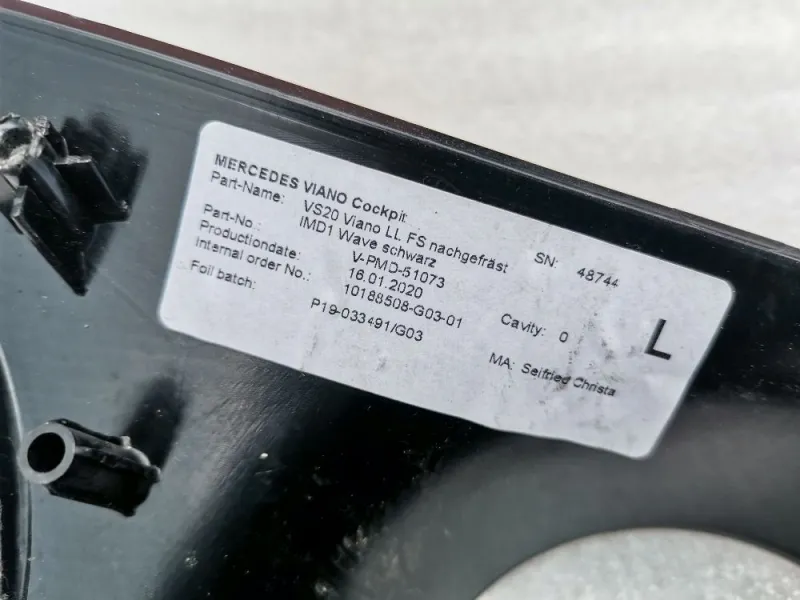 MERCEDES VIANO Cockpit
Part-Name: VS20 Viano LL FS nachgefräst
IMD1 Wave schwarz
SN: 48744
Part-No.: V-PMD-51073
Productiondate: 16.01.2020
Internal order No.: 10188508-G03-01
Foil batch: P19-033491/G03
Cavity: 0
L
MA: Seifried Christa